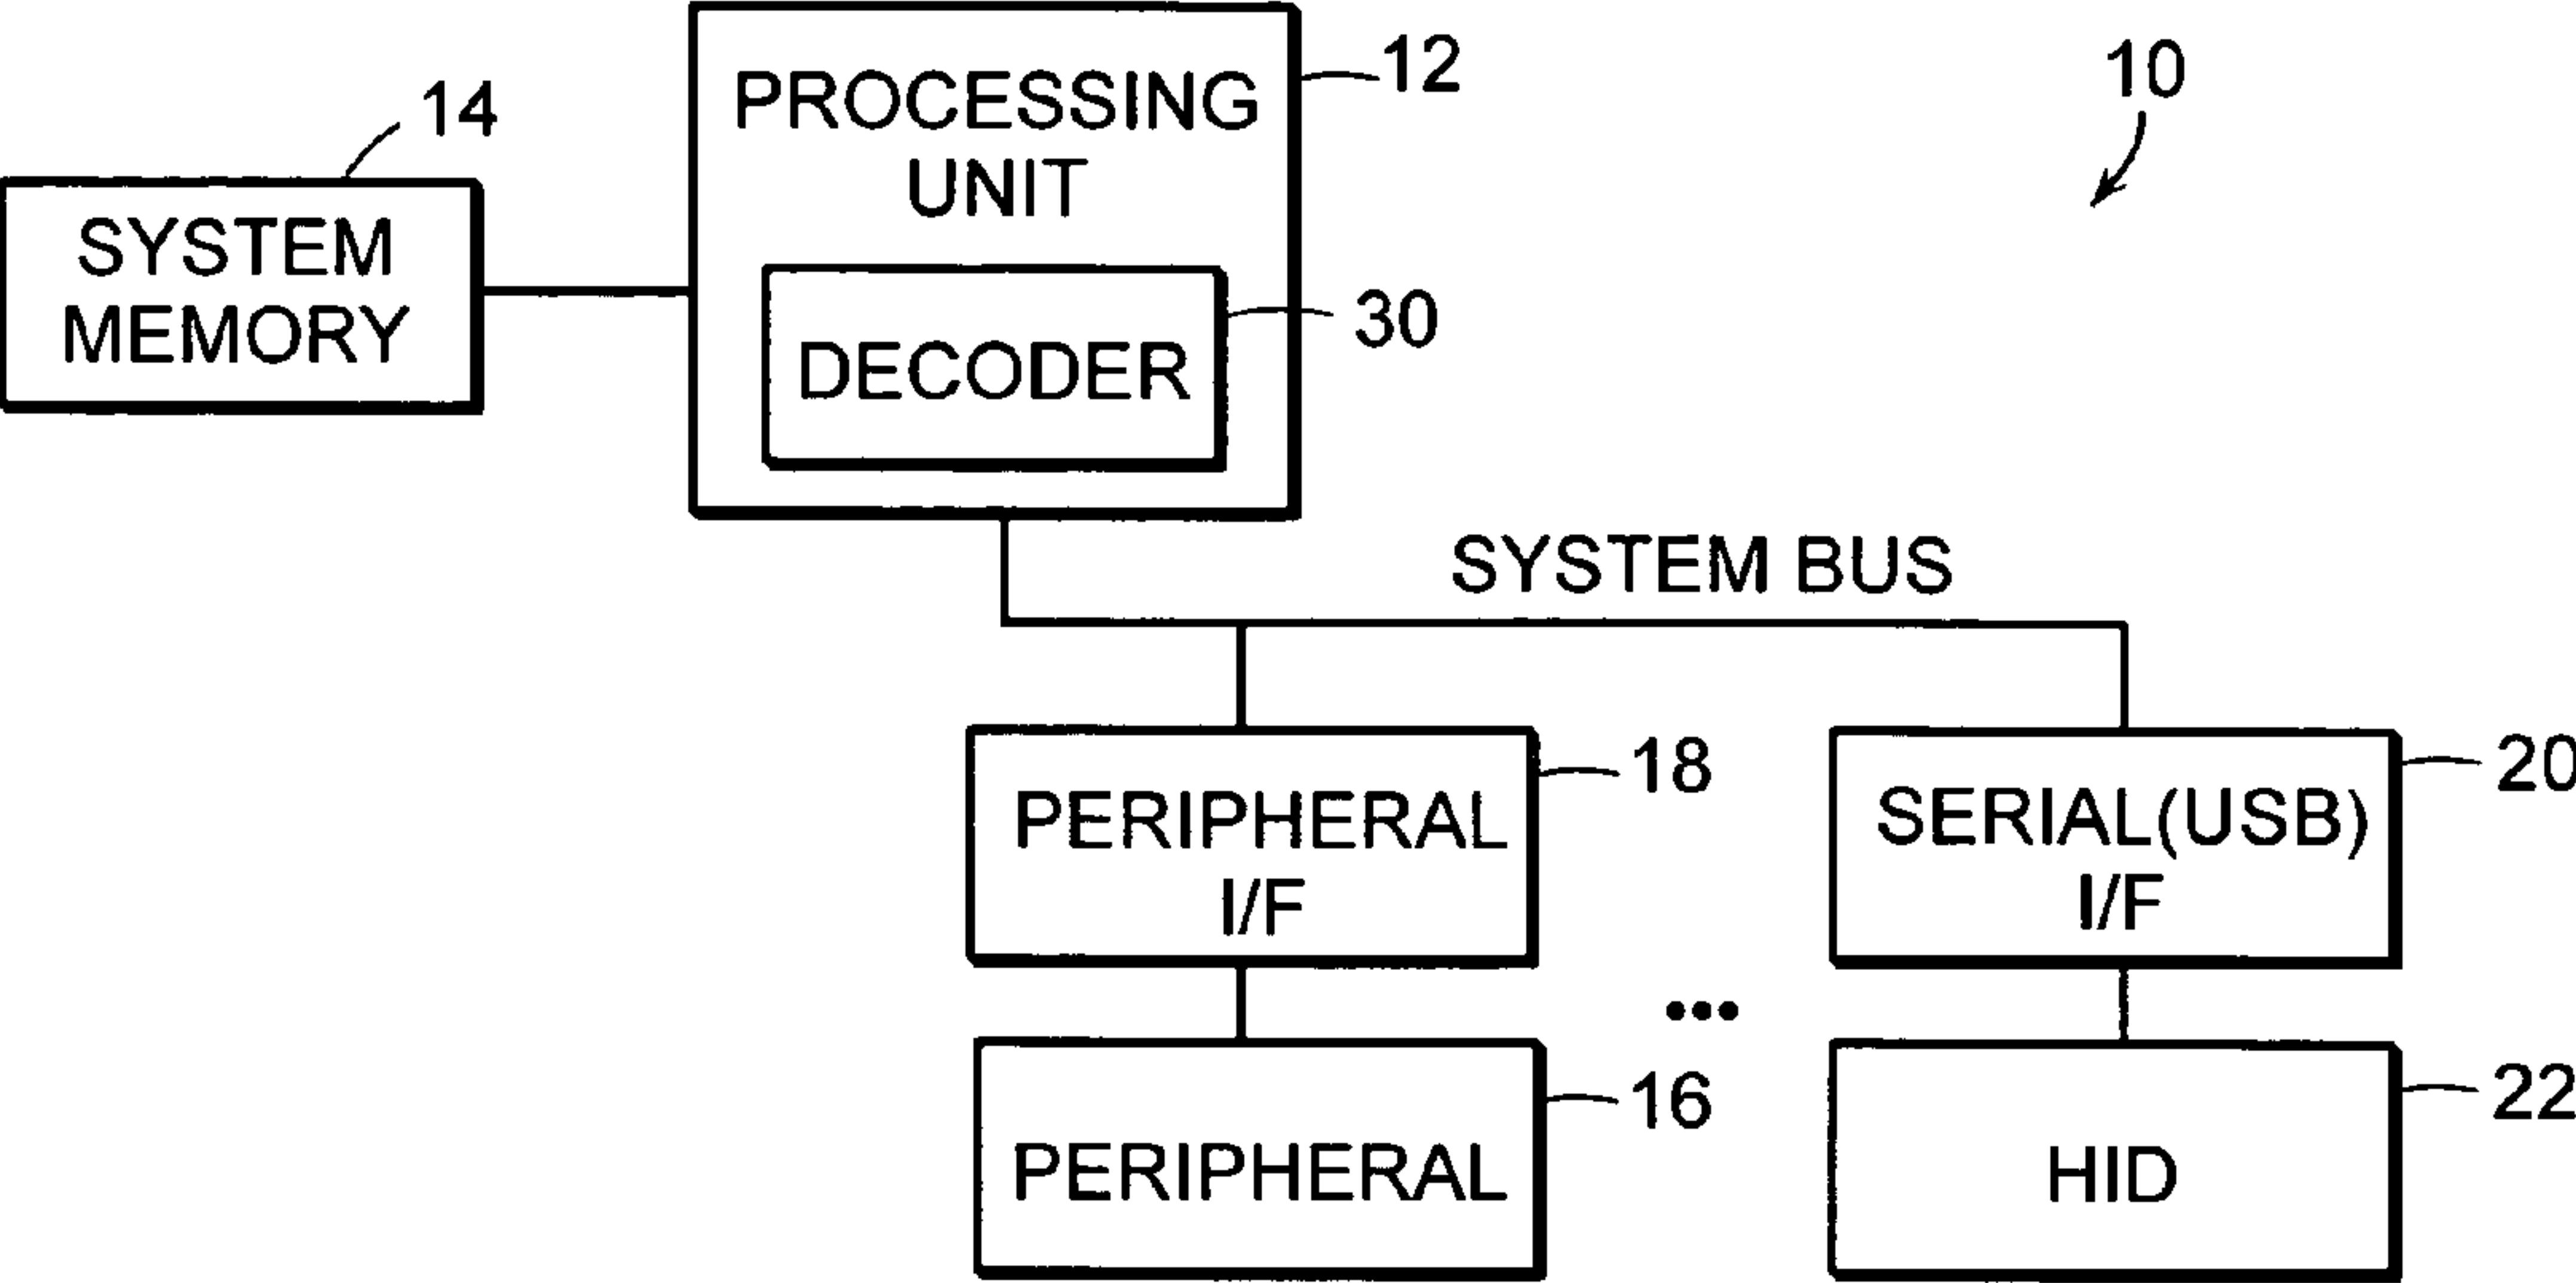 12
10
14
PROCESSING
UNIT
SYSTEM
MEMORY
30
DECODER
SYSTEM BUS
18
20
PERIPHERAL
I/F
SERIAL(USB)
I/F
16
22
PERIPHERAL
HID